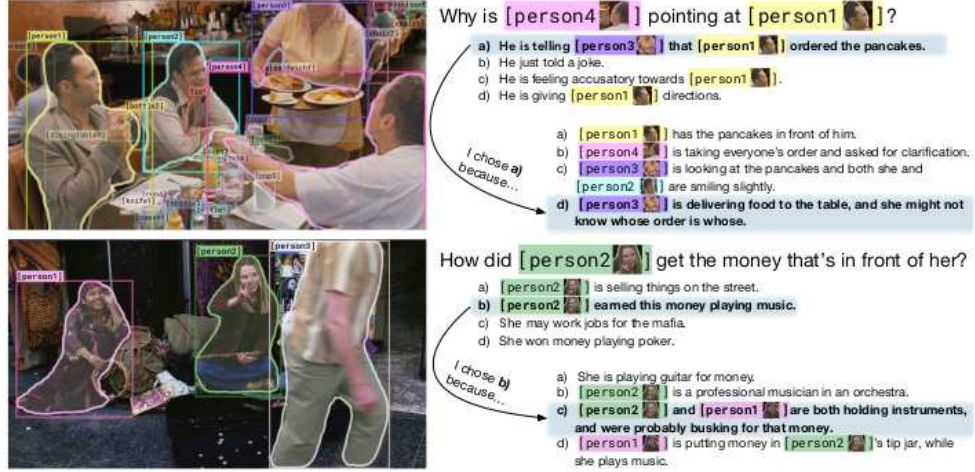 [person1]
[person2]
[person3]
[person4]
[bottle3]
[diningtable1]
[cup5]
[knife1]
Why is [person4] pointing at [person1]?
a) He is telling [person3] that [person1] ordered the pancakes.
b) He just told a joke.
c) He is feeling accusatory towards [person1].
d) He is giving [person1] directions.
I chose a)
because...
a) [person1] has the pancakes in front of him.
b) [person4] is taking everyone's order and asked for clarification.
c) [person3] is looking at the pancakes and both she and
[person2] are smiling slightly.
d) [person3] is delivering food to the table, and she might not
know whose order is whose.
[person1]
[person2]
[person3]
How did [person2] get the money that's in front of her?
a) [person2] is selling things on the street.
b) [person2] earned this money playing music.
c) She may work jobs for the mafia.
d) She won money playing poker.
I chose b)
because...
a) She is playing guitar for money.
b) [person2] is a professional musician in an orchestra.
c) [person2] and [person1] are both holding instruments,
and were probably busking for that money.
d) [person1] is putting money in [person2]'s tip jar, while
she plays music.